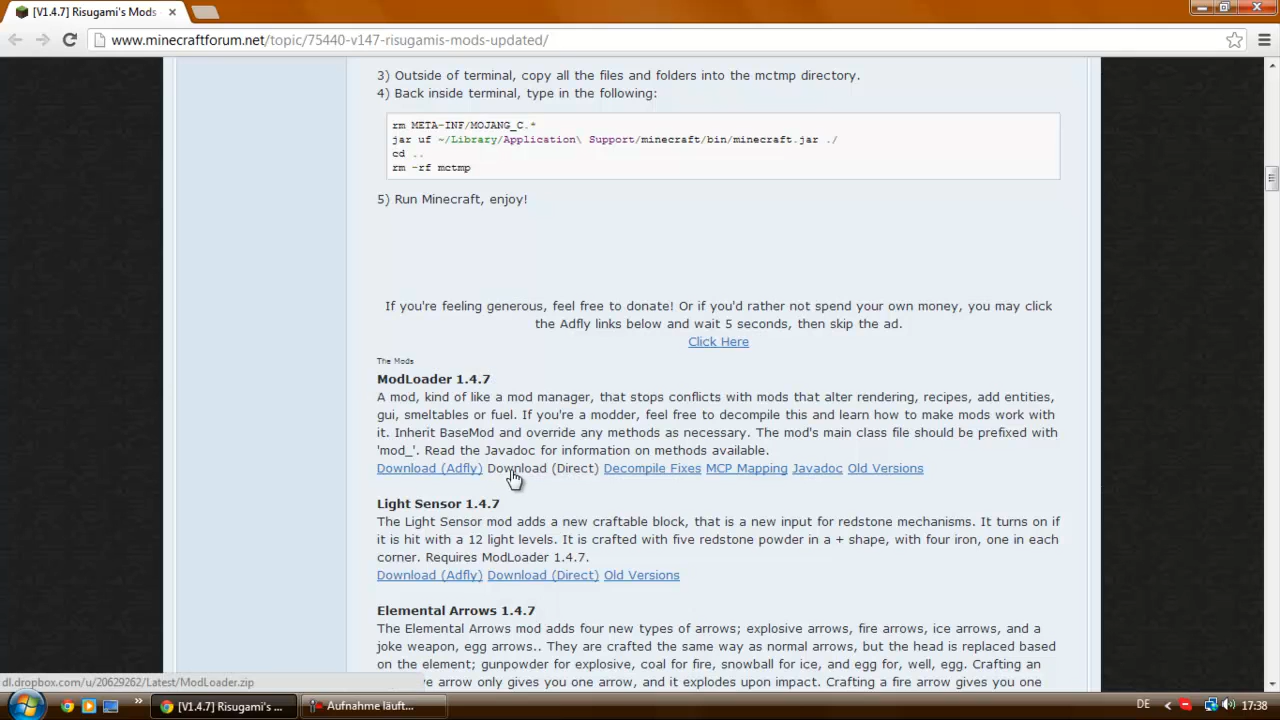 [V1.4.7] Risugami's Mods
www.minecraftforum.net/topic/75440-v147-risugamis-mods-updated/
3) Outside of terminal, copy all the files and folders into the mctmp directory.
4) Back inside terminal, type in the following:
rm META-INF/MOJANG_C.*
jar uf ~/Library/Application\ Support/minecraft/bin/minecraft.jar ./
cd ..
rm -rf mctmp
5) Run Minecraft, enjoy!
If you're feeling generous, feel free to donate! Or if you'd rather not spend your own money, you may click
the Adfly links below and wait 5 seconds, then skip the ad.
Click Here
The Mods
ModLoader 1.4.7
A mod, kind of like a mod manager, that stops conflicts with mods that alter rendering, recipes, add entities,
gui, smeltables or fuel. If you're a modder, feel free to decompile this and learn how to make mods work with
it. Inherit BaseMod and override any methods as necessary. The mod's main class file should be prefixed with
'mod_'. Read the Javadoc for information on methods available.
Download (Adfly) Download (Direct) Decompile Fixes MCP Mapping Javadoc Old Versions
Light Sensor 1.4.7
The Light Sensor mod adds a new craftable block, that is a new input for redstone mechanisms. It turns on if
it is hit with a 12 light levels. It is crafted with five redstone powder in a + shape, with four iron, one in each
corner. Requires ModLoader 1.4.7.
Download (Adfly) Download (Direct) Old Versions
Elemental Arrows 1.4.7
The Elemental Arrows mod adds four new types of arrows; explosive arrows, fire arrows, ice arrows, and a
joke weapon, egg arrows.. They are crafted the same way as normal arrows, but the head is replaced based
on the element; gunpowder for explosive, coal for fire, snowball for ice, and egg for, well, egg. Crafting an
arrow only gives you one arrow, and it explodes upon impact. Crafting a fire arrow gives you one
dl.dropbox.com/u/20629262/Latest/ModLoader.zip
[V1.4.7] Risugami's ...
Aufnahme läuft...
DE
17:38